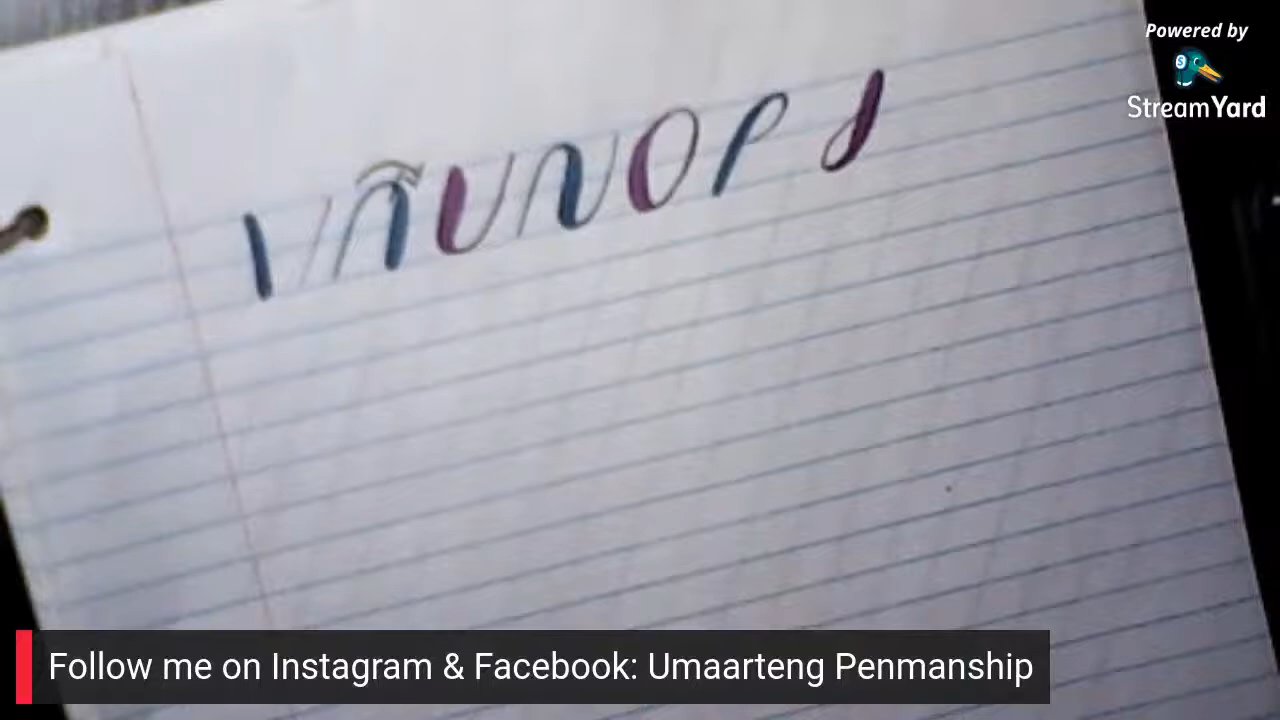 Powered by
StreamYard
Follow me on Instagram & Facebook: Umaarteng Penmanship